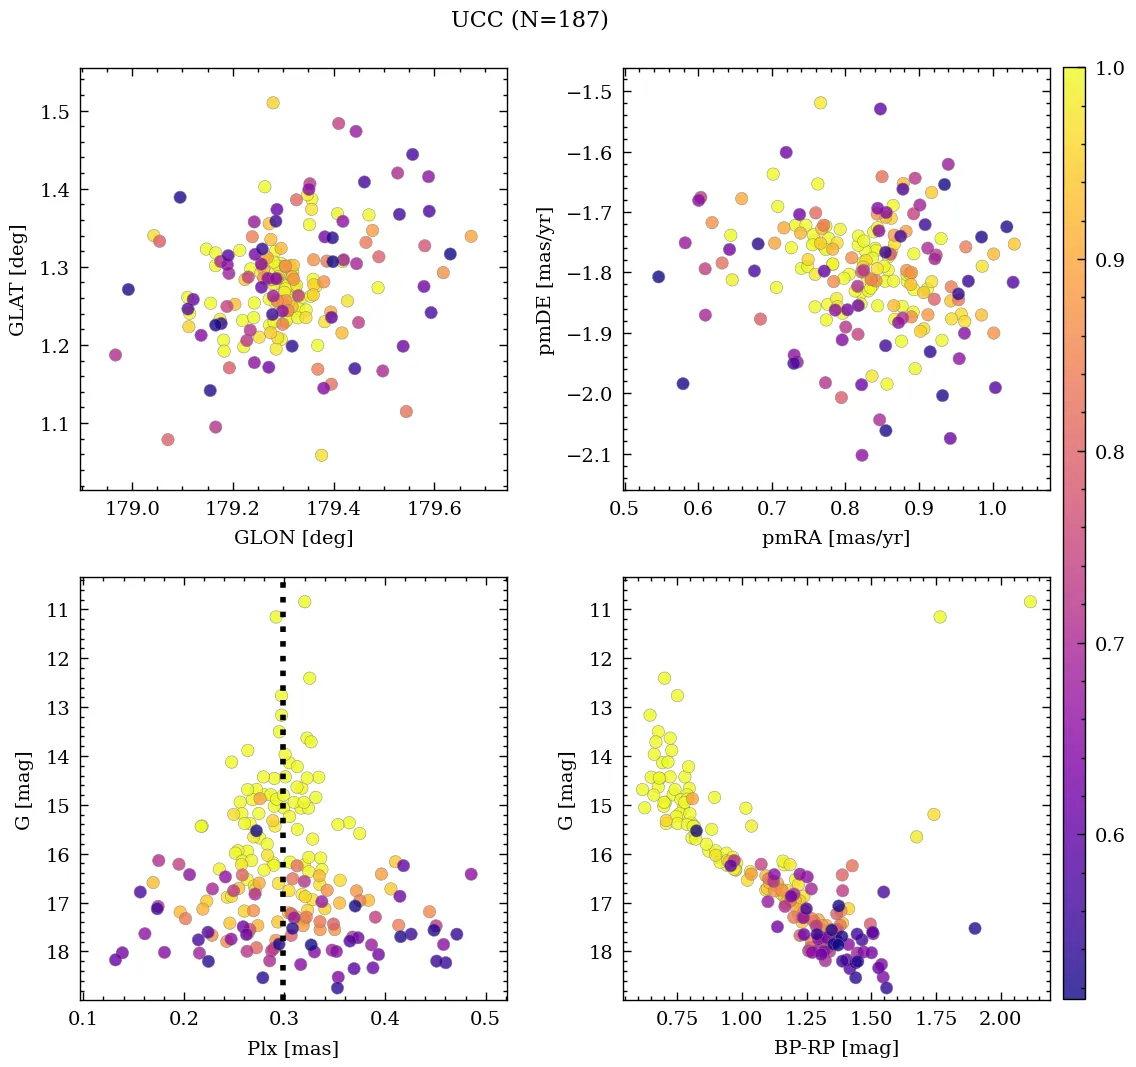 UCC (N=187)
1.5
1.4
1.3
1.2
1.1
GLAT [deg]
179.0 179.2 179.4 179.6
GLON [deg]
−1.5
−1.6
−1.7
−1.8
−1.9
−2.0
−2.1
pmDE [mas/yr]
0.5 0.6 0.7 0.8 0.9 1.0
pmRA [mas/yr]
11
12
13
14
15
16
17
18
G [mag]
0.1 0.2 0.3 0.4 0.5
Plx [mas]
11
12
13
14
15
16
17
18
G [mag]
0.75 1.00 1.25 1.50 1.75 2.00
BP-RP [mag]
1.0
0.9
0.8
0.7
0.6